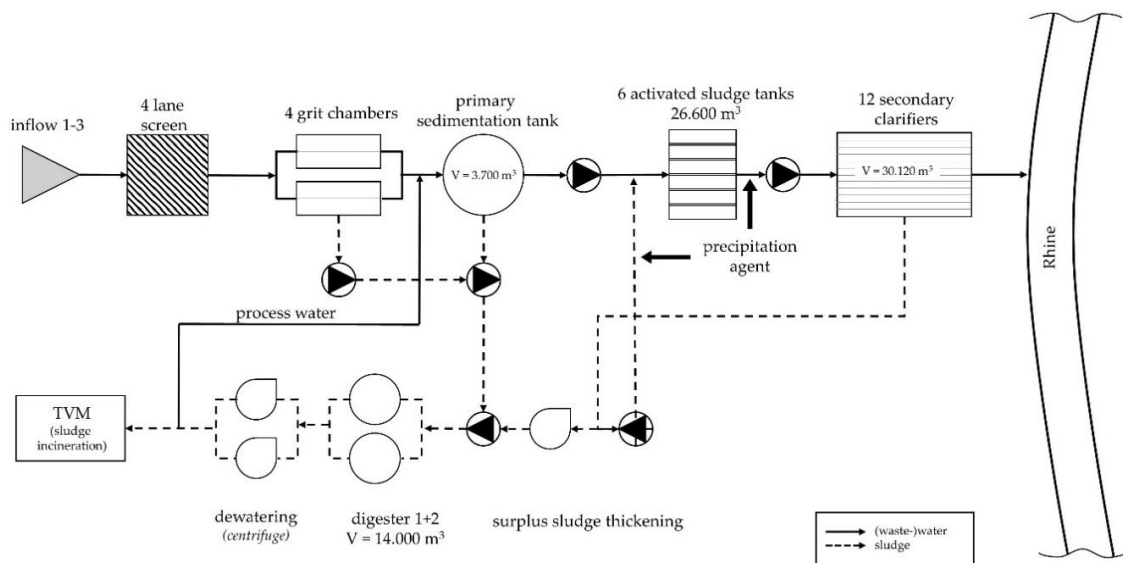 inflow 1-3
4 lane
screen
4 grit chambers
primary
sedimentation tank
V = 3.700 m³
6 activated sludge tanks
26.600 m³
12 secondary
clarifiers
V = 30.120 m³
precipitation
agent
Rhine
process water
TVM
(sludge
incineration)
dewatering
(centrifuge)
digester 1+2
V = 14.000 m³
surplus sludge thickening
(waste-)water
sludge